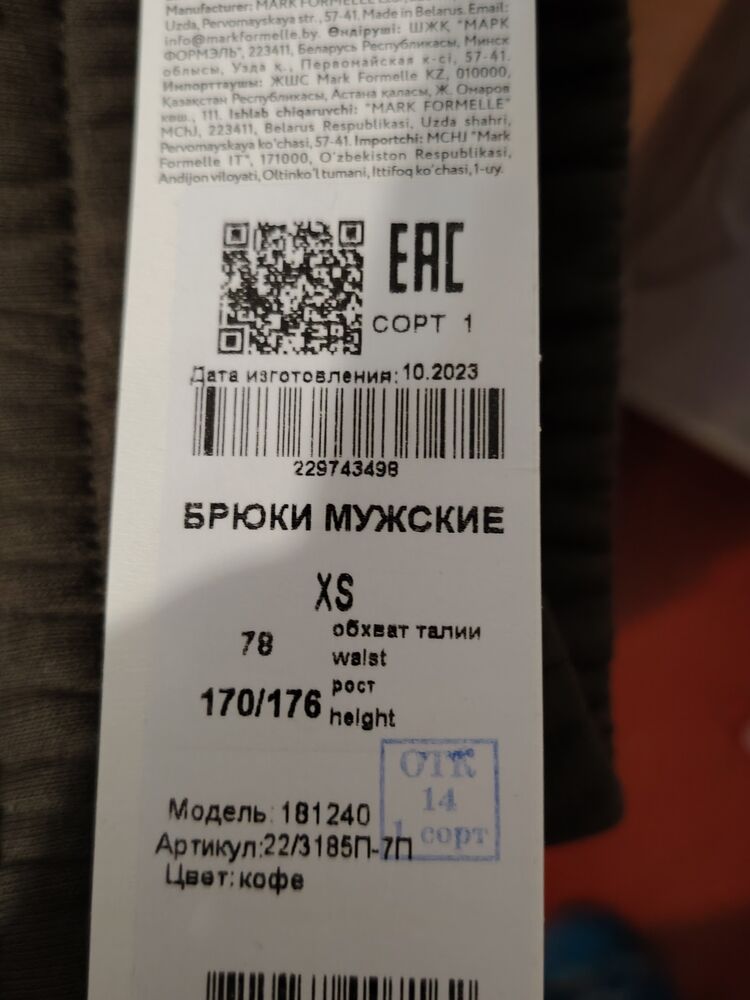 Manufacturer: MARK FORMELLE
Uzda, Pervomayskaya str., 57-41. Made in Belarus. Email:
info@markformelle.by. Өндіруші: ШЖҚ "МАРК
ФОРМЭЛЬ", 223411, Беларусь Республикасы, Минск
облысы, Узда қ., Первомайская к-сі, 57-41.
Импорттаушы: ЖШС Mark Formelle KZ, 010000,
Қазақстан Республикасы, Астана қаласы, Ж. Омаров
көш., 111. Ishlab chiqaruvchi: "MARK FORMELLE"
MChJ, 223411, Belarus Respublikasi, Uzda shahri,
Pervomayskaya ko'chasi, 57-41. Importchi: MCHJ "Mark
Formelle IT", 171000, O'zbekiston Respublikasi,
Andijon viloyati, Oltinko'l tumani, Ittifoq ko'chasi, 1-uy.
EAC
СОРТ 1
Дата изготовления: 10.2023
229743498
БРЮКИ МУЖСКИЕ
XS
78 обхват талии
waist
170/176 рост
height
ОТК
14
1 сорт
Модель: 181240
Артикул:22/3185П-7П
Цвет: кофе